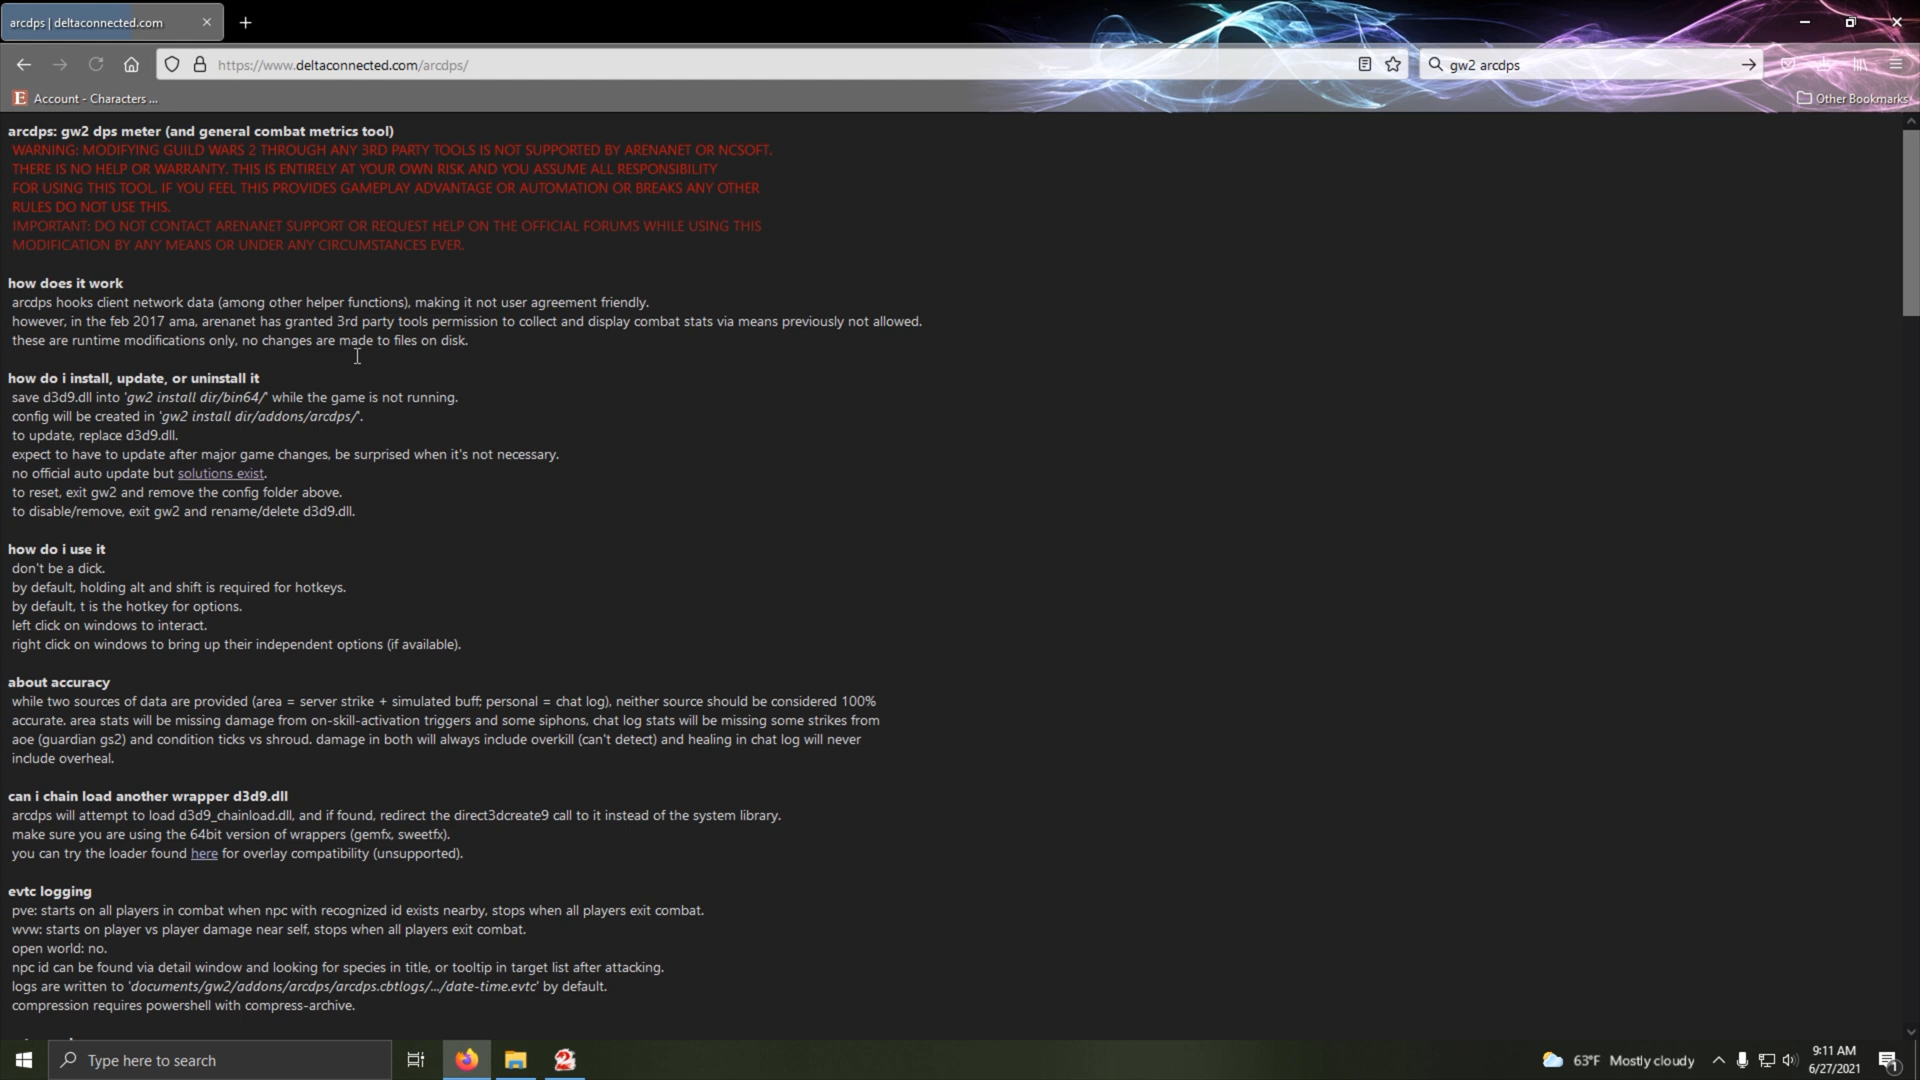 arcdps | deltaconnected.com
https://www.deltaconnected.com/arcdps/
gw2 arcdps
E Account - Characters ...
Other Bookmarks
arcdps: gw2 dps meter (and general combat metrics tool)
WARNING: MODIFYING GUILD WARS 2 THROUGH ANY 3RD PARTY TOOLS IS NOT SUPPORTED BY ARENANET OR NCSOFT.
THERE IS NO HELP OR WARRANTY. THIS IS ENTIRELY AT YOUR OWN RISK AND YOU ASSUME ALL RESPONSIBILITY
FOR USING THIS TOOL. IF YOU FEEL THIS PROVIDES GAMEPLAY ADVANTAGE OR AUTOMATION OR BREAKS ANY OTHER
RULES DO NOT USE THIS.
IMPORTANT: DO NOT CONTACT ARENANET SUPPORT OR REQUEST HELP ON THE OFFICIAL FORUMS WHILE USING THIS
MODIFICATION BY ANY MEANS OR UNDER ANY CIRCUMSTANCES EVER.
how does it work
arcdps hooks client network data (among other helper functions), making it not user agreement friendly.
however, in the feb 2017 ama, arenanet has granted 3rd party tools permission to collect and display combat stats via means previously not allowed.
these are runtime modifications only, no changes are made to files on disk.
how do i install, update, or uninstall it
save d3d9.dll into 'gw2 install dir/bin64/' while the game is not running.
config will be created in 'gw2 install dir/addons/arcdps/'.
to update, replace d3d9.dll.
expect to have to update after major game changes, be surprised when it's not necessary.
no official auto update but solutions exist.
to reset, exit gw2 and remove the config folder above.
to disable/remove, exit gw2 and rename/delete d3d9.dll.
how do i use it
don't be a dick.
by default, holding alt and shift is required for hotkeys.
by default, t is the hotkey for options.
left click on windows to interact.
right click on windows to bring up their independent options (if available).
about accuracy
while two sources of data are provided (area = server strike + simulated buff; personal = chat log), neither source should be considered 100%
accurate. area stats will be missing damage from on-skill-activation triggers and some siphons, chat log stats will be missing some strikes from
aoe (guardian gs2) and condition ticks vs shroud. damage in both will always include overkill (can't detect) and healing in chat log will never
include overheal.
can i chain load another wrapper d3d9.dll
arcdps will attempt to load d3d9_chainload.dll, and if found, redirect the direct3dcreate9 call to it instead of the system library.
make sure you are using the 64bit version of wrappers (gemfx, sweetfx).
you can try the loader found here for overlay compatibility (unsupported).
evtc logging
pve: starts on all players in combat when npc with recognized id exists nearby, stops when all players exit combat.
wvw: starts on player vs player damage near self, stops when all players exit combat.
open world: no.
npc id can be found via detail window and looking for species in title, or tooltip in target list after attacking.
logs are written to 'documents/gw2/addons/arcdps/arcdps.cbtlogs/.../date-time.evtc' by default.
compression requires powershell with compress-archive.
Type here to search
63°F Mostly cloudy
9:11 AM
6/27/2021
1